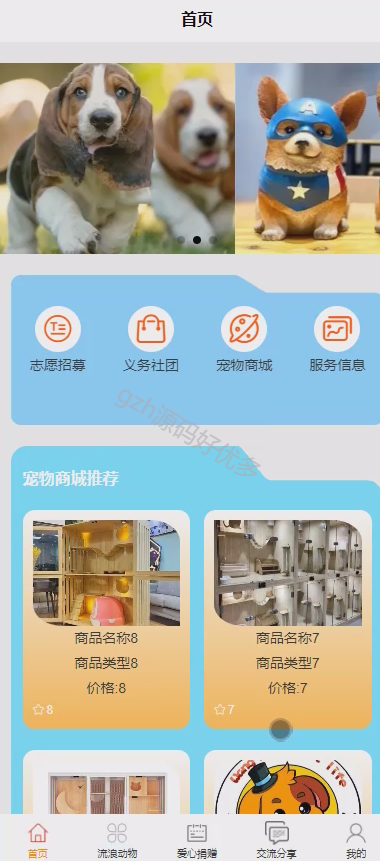 首页
A
志愿招募
义务社团
宠物商城
服务信息
gzh源码好优多
宠物商城推荐
商品名称8
商品类型8
价格:8
8
商品名称7
商品类型7
价格:7
7
life
首页
流浪动物
爱心捐赠
交流分享
我的